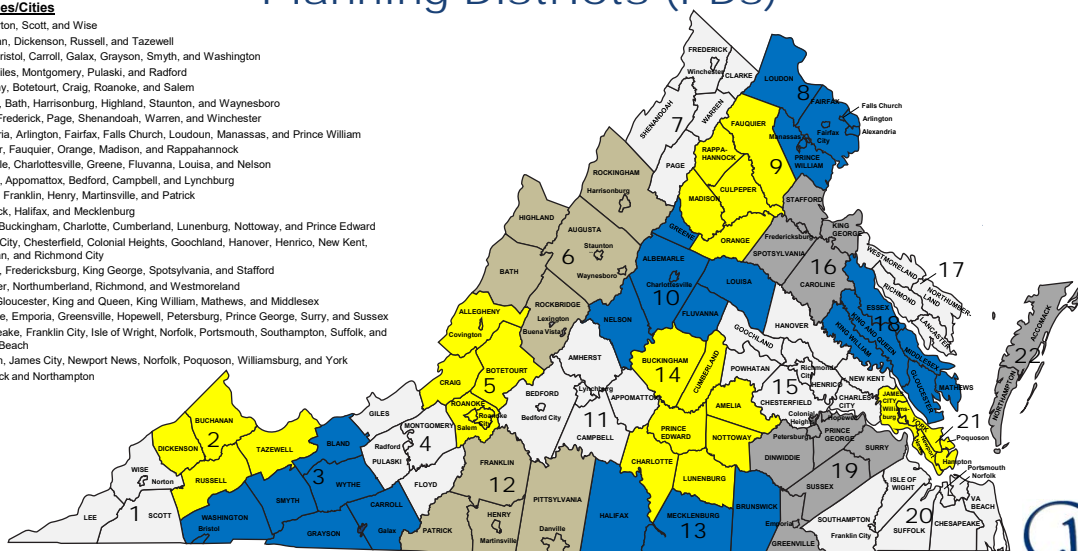 Planning Districts (PDs)
es/Cities
ton, Scott, and Wise
n, Dickenson, Russell, and Tazewell
ristol, Carroll, Galax, Grayson, Smyth, and Washington
iles, Montgomery, Pulaski, and Radford
y, Botetourt, Craig, Roanoke, and Salem
, Bath, Harrisonburg, Highland, Staunton, and Waynesboro
Frederick, Page, Shenandoah, Warren, and Winchester
ria, Arlington, Fairfax, Falls Church, Loudoun, Manassas, and Prince William
r, Fauquier, Orange, Madison, and Rappahannock
le, Charlottesville, Greene, Fluvanna, Louisa, and Nelson
, Appomattox, Bedford, Campbell, and Lynchburg
Franklin, Henry, Martinsville, and Patrick
ck, Halifax, and Mecklenburg
Buckingham, Charlotte, Cumberland, Lunenburg, Nottoway, and Prince Edward
City, Chesterfield, Colonial Heights, Goochland, Hanover, Henrico, New Kent,
an, and Richmond City
, Fredericksburg, King George, Spotsylvania, and Stafford
er, Northumberland, Richmond, and Westmoreland
Gloucester, King and Queen, King William, Mathews, and Middlesex
e, Emporia, Greensville, Hopewell, Petersburg, Prince George, Surry, and Sussex
eake, Franklin City, Isle of Wright, Norfolk, Portsmouth, Southampton, Suffolk, and
Beach
n, James City, Newport News, Norfolk, Poquoson, Williamsburg, and York
ck and Northampton
FREDERICK
Winchester
CLARKE
SHENANDOAH
7
WARREN
PAGE
LOUDON
8
FAIRFAX
Falls Church
Arlington
Alexandria
Fairfax
City
Manassas
PRINCE
WILLIAM
FAUQUIER
RAPPA-
HANNOCK
9
CULPEPER
MADISON
ORANGE
ROCKINGHAM
Harrisonburg
HIGHLAND
AUGUSTA
Staunton
6
Waynesboro
BATH
ROCKBRIDGE
Lexington
Buena Vista
GREENE
ALBEMARLE
Charlottesville
10
LOUISA
FLUVANNA
NELSON
STAFFORD
KING
GEORGE
Fredericksburg
SPOTSYLVANIA
16
CAROLINE
WESTMORELAND
17
RICHMOND
NORTHUMBER-
LAND
LANCASTER
ESSEX
18
KING AND QUEEN
KING WILLIAM
MIDDLESEX
GLOUCESTER
MATHEWS
ACCOMACK
22
NORTHAMPTON
ALLEGHENY
Covington
BOTETOURT
CRAIG
5
ROANOKE
Roanoke
City
Salem
AMHERST
Lynchburg
BEDFORD
Bedford City
11
APPOMATTOX
CAMPBELL
BUCKINGHAM
14
CUMBERLAND
AMELIA
PRINCE
EDWARD
NOTTOWAY
CHARLOTTE
LUNENBURG
GOOCHLAND
HANOVER
POWHATAN
Richmond
City
15
HENRICO
NEW KENT
CHESTERFIELD
CHARLES
CITY
Colonial
Heights
Hopewell
Petersburg
PRINCE
GEORGE
SURRY
DINWIDDIE
19
SUSSEX
Emporia
GREENVILLE
JAMES
CITY
Williams-
burg
YORK
21
Poquoson
Hampton
Portsmouth
Norfolk
ISLE OF
WIGHT
20
SUFFOLK
VA
BEACH
CHESAPEAKE
SOUTHAMPTON
Franklin City
BUCHANAN
2
DICKENSON
TAZEWELL
RUSSELL
WISE
Norton
1
LEE
SCOTT
BLAND
3
WYTHE
SMYTH
CARROLL
WASHINGTON
Bristol
GRAYSON
Galax
GILES
MONTGOMERY
Radford
4
PULASKI
FLOYD
FRANKLIN
12
PITTSYLVANIA
HENRY
PATRICK
Martinsville
Danville
HALIFAX
MECKLENBURG
13
BRUNSWICK